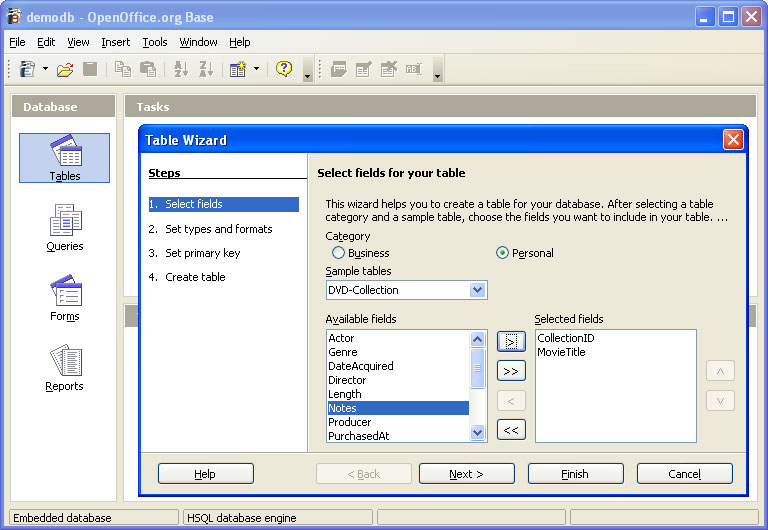 demodb - OpenOffice.org Base
File Edit View Insert Tools Window Help
Database
Tasks
Tables
Queries
Forms
Reports
Table Wizard
Steps
1. Select fields
2. Set types and formats
3. Set primary key
4. Create table
Select fields for your table
This wizard helps you to create a table for your database. After selecting a table
category and a sample table, choose the fields you want to include in your table. ...
Category
Business
Personal
Sample tables
DVD-Collection
Available fields
Actor
Genre
DateAcquired
Director
Length
Notes
Producer
PurchasedAt
>
>>
<
<<
Selected fields
CollectionID
MovieTitle
Help
< Back
Next >
Finish
Cancel
Embedded database
HSQL database engine